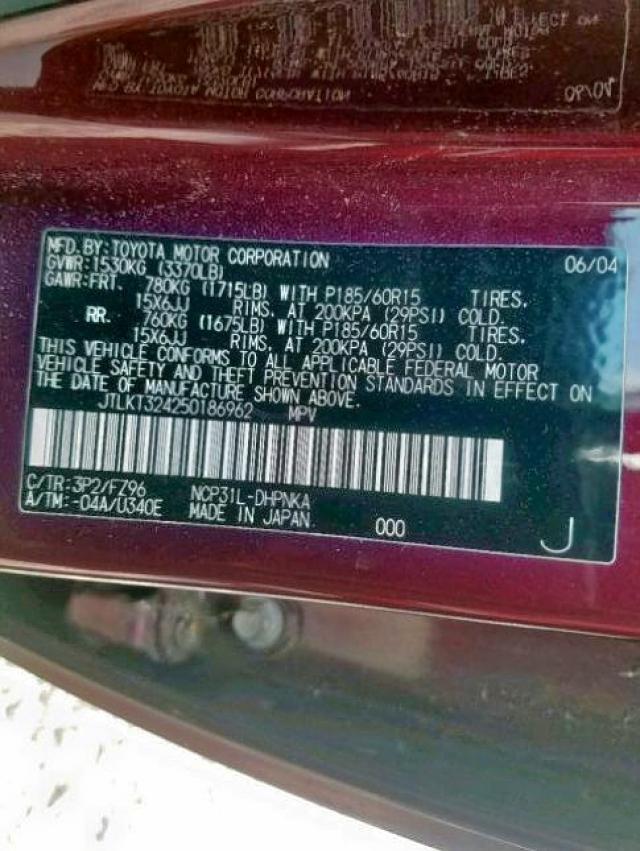 MFD.BY:TOYOTA MOTOR CORPORATION 06/04
GVWR:1530KG (3370LB)
GAWR:FRT. 780KG (1715LB) WITH P185/60R15 TIRES,
15X6JJ RIMS, AT 200KPA (29PSI) COLD.
RR. 760KG (1675LB) WITH P185/60R15 TIRES,
15X6JJ RIMS, AT 200KPA (29PSI) COLD.
THIS VEHICLE CONFORMS TO ALL APPLICABLE FEDERAL MOTOR
VEHICLE SAFETY AND THEFT PREVENTION STANDARDS IN EFFECT ON
THE DATE OF MANUFACTURE SHOWN ABOVE.
JTLKT324250186962 MPV
C/TR:3P2/FZ96 NCP31L-DHPNKA
A/TM:-04A/U340E MADE IN JAPAN. 000 J